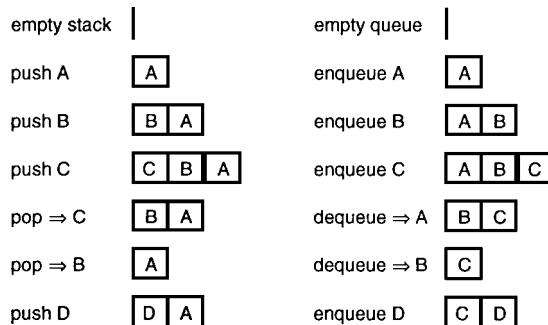 empty stack empty queue
push A A enqueue A A
push B B A enqueue B A B
push C C B A enqueue C A B C
pop ⇒ C B A dequeue ⇒ A B C
pop ⇒ B A dequeue ⇒ B C
push D D A enqueue D C D